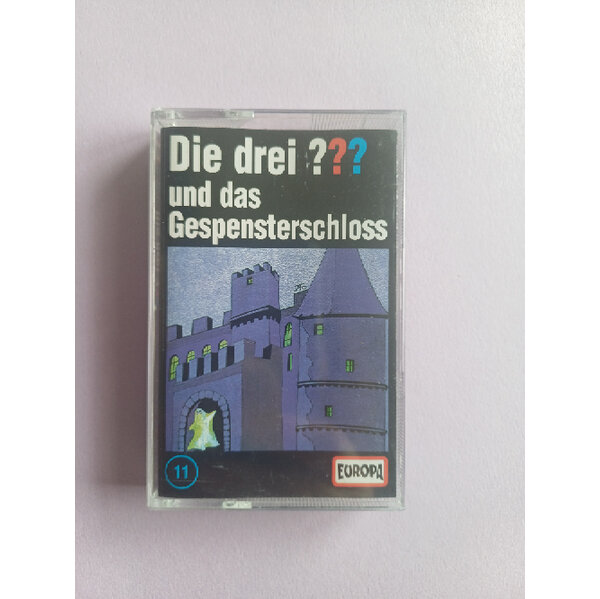 Die drei ???
und das
Gespensterschloss
11
EUROPA